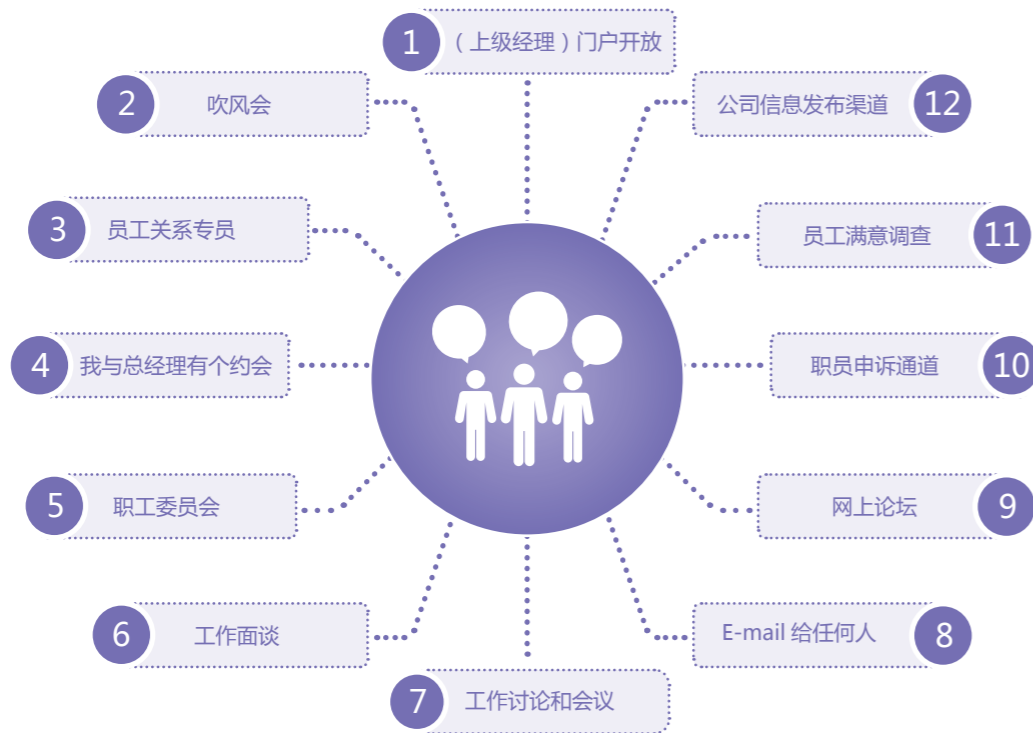 1
（上级经理）门户开放
2
吹风会
3
员工关系专员
4
我与总经理有个约会
5
职工委员会
6
工作面谈
7
工作讨论和会议
8
E-mail 给任何人
9
网上论坛
10
职员申诉通道
11
员工满意调查
12
公司信息发布渠道